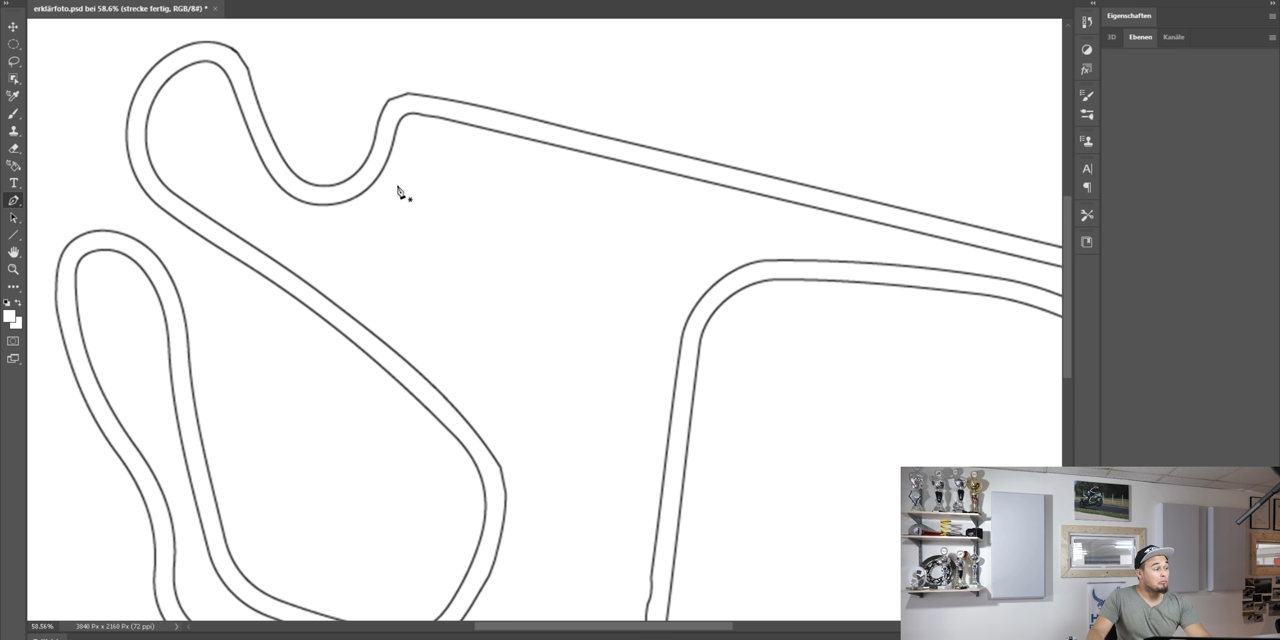 erklärfoto.psd bei 58.6% (strecke fertig, RGB/8#) * ×
Eigenschaften
3D Ebenen Kanäle
58.56% 3840 Px x 2160 Px (72 ppi)